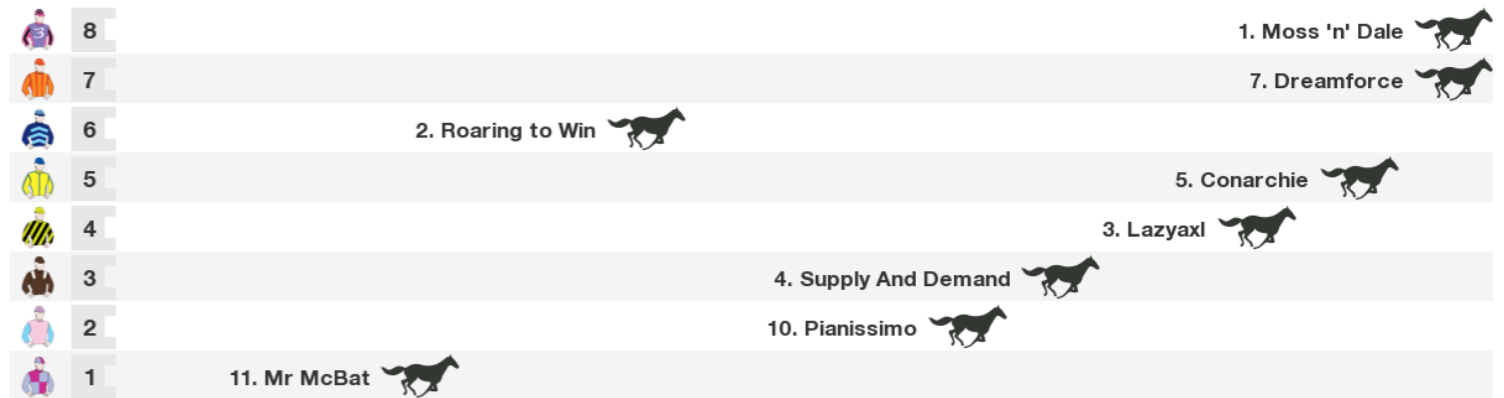 8 1. Moss 'n' Dale
7 7. Dreamforce
6 2. Roaring to Win
5 5. Conarchie
4 3. Lazyaxl
3 4. Supply And Demand
2 10. Pianissimo
1 11. Mr McBat